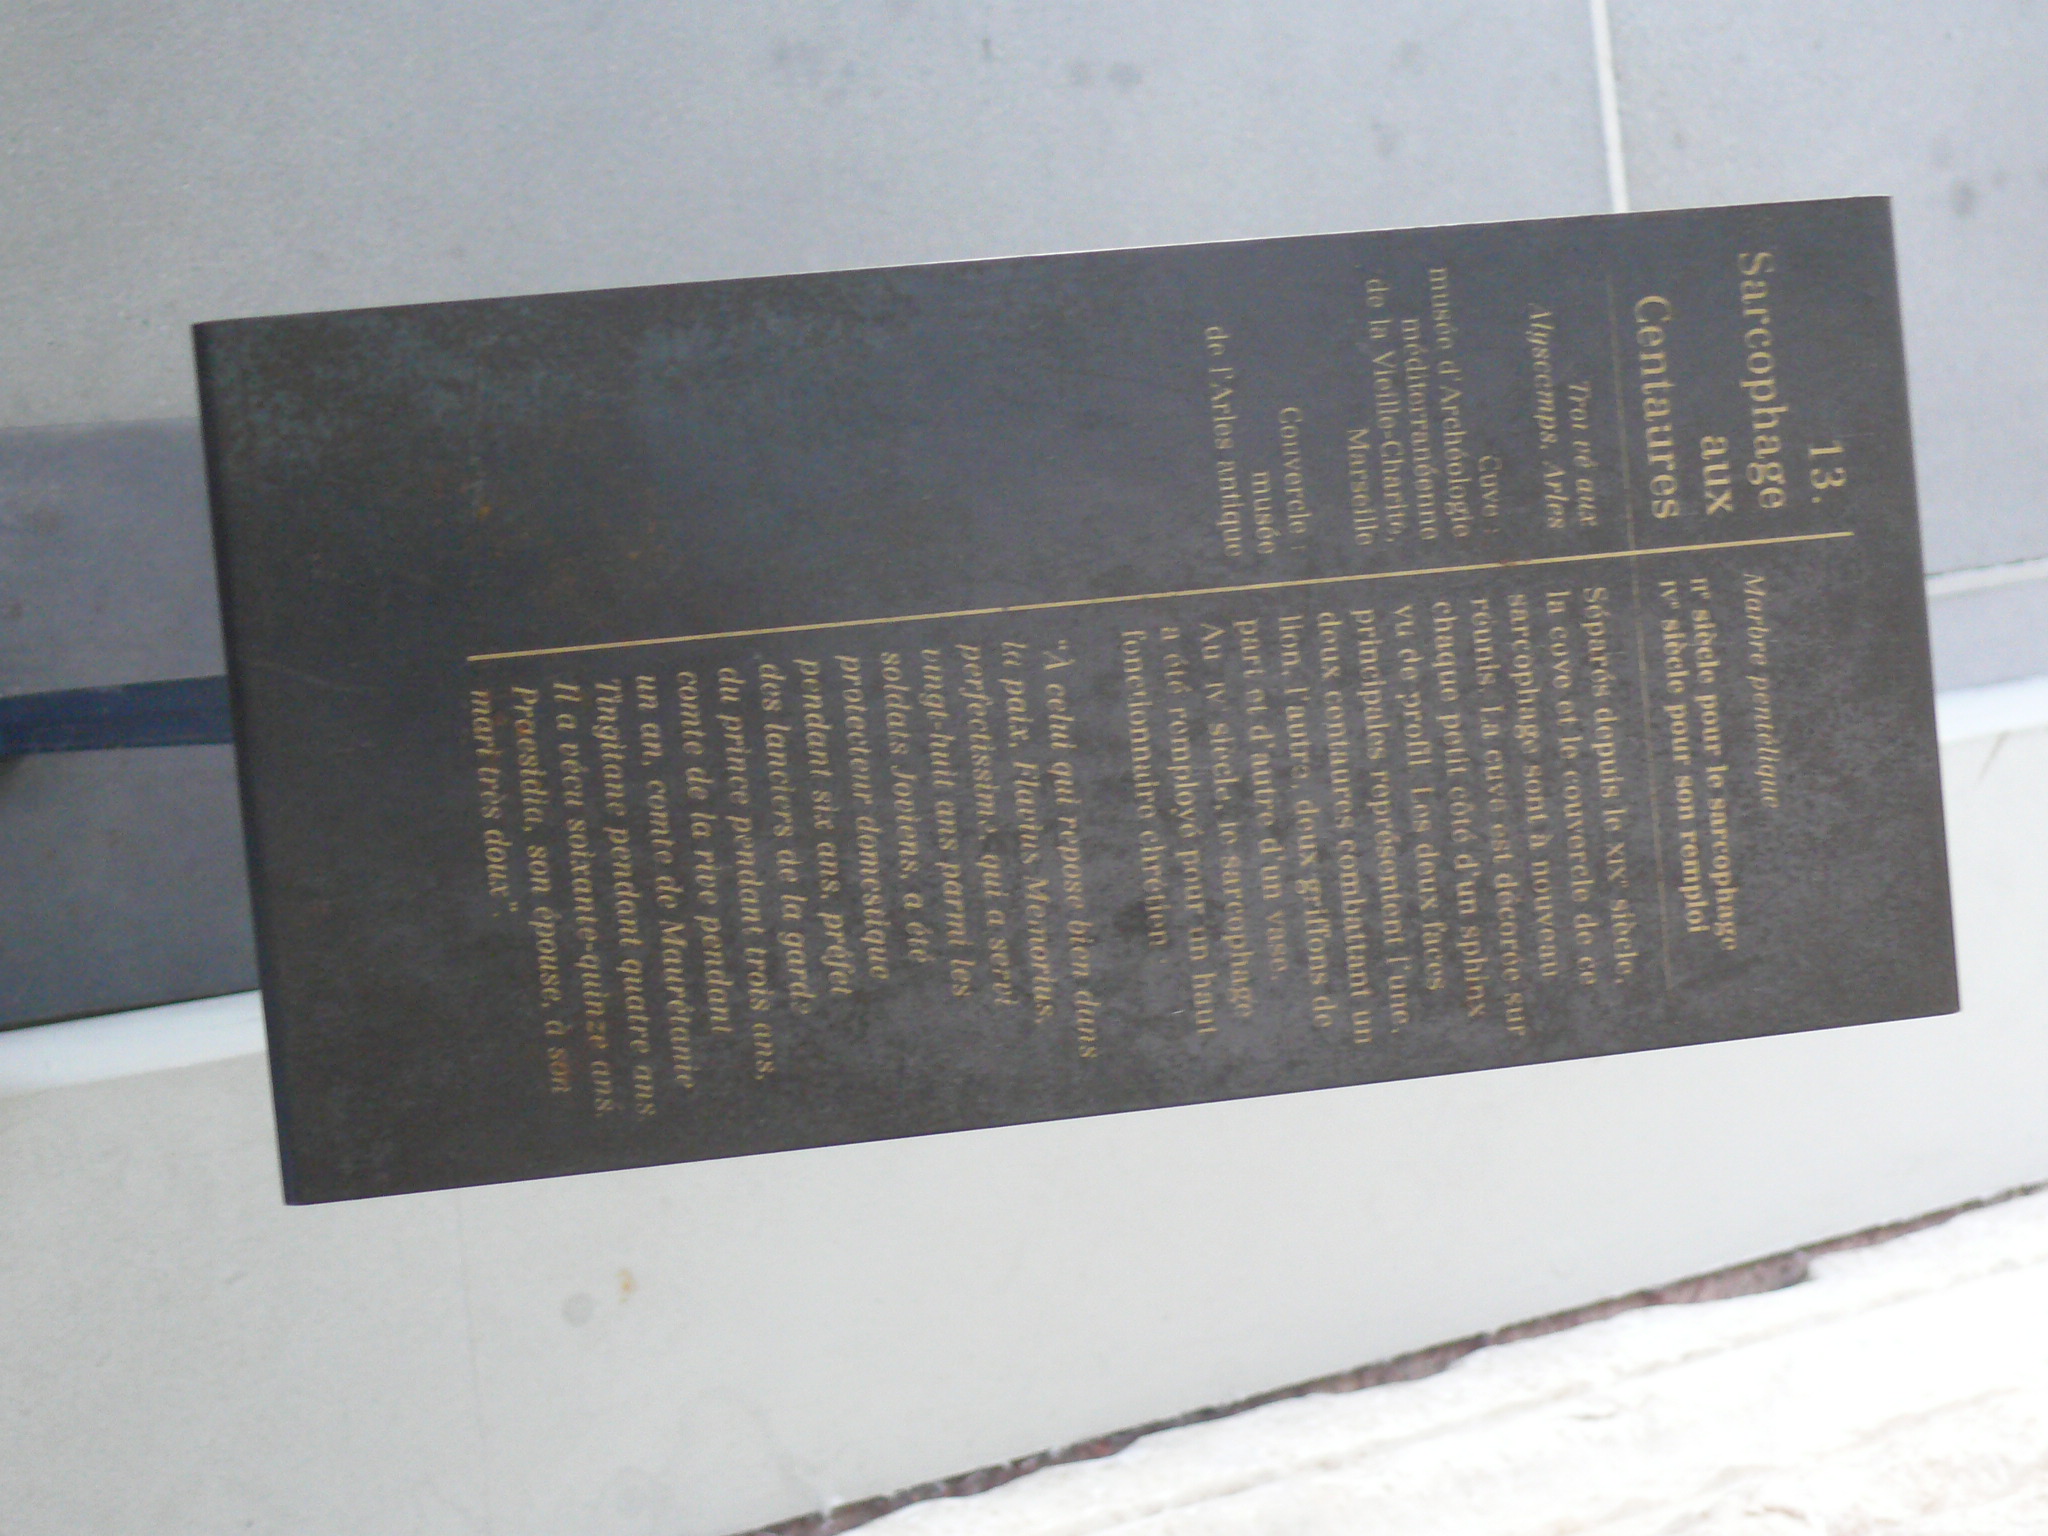 13.
Sarcophage
aux
Centaures
Trouvé aux
Alyscamps, Arles
Cuve :
musée d'Archéologie
méditerranéenne
de la Vieille-Charité,
Marseille
Couvercle :
musée
de l'Arles antique
Marbre pentélique
IIe siècle pour le sarcophage
IVe siècle pour son remploi
Séparés depuis le XIXe siècle,
la cuve et le couvercle de ce
sarcophage sont à nouveau
réunis. La cuve est décorée sur
chaque petit côté d'un sphinx
vu de profil. Les deux faces
principales représentent l'une,
deux centaures combattant un
lion, l'autre, deux griffons de
part et d'autre d'un vase.
Au IVe siècle, le sarcophage
a été remployé pour un haut
fonctionnaire chrétien
"À celui qui repose bien dans
la paix, Flavius Memorius,
perfectissime, qui a servi
vingt-huit ans parmi les
soldats Joviens, a été
protecteur domestique
pendant six ans, préfet
des lanciers de la garde
du prince pendant trois ans,
comte de la rive pendant
un an, comte de Maurétanie
Tingitane pendant quatre ans.
Il a vécu soixante-quinze ans.
Praesidia, son épouse, à son
mari très doux".